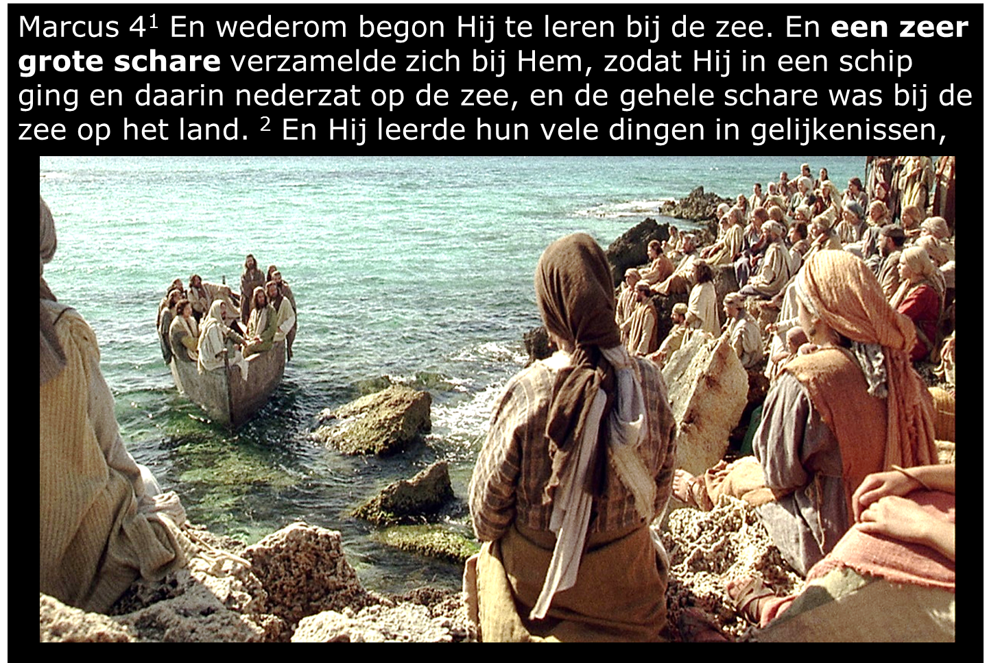 Marcus 4¹ En wederom begon Hij te leren bij de zee. En een zeer
grote schare verzamelde zich bij Hem, zodat Hij in een schip
ging en daarin nederzat op de zee, en de gehele schare was bij de
zee op het land. ² En Hij leerde hun vele dingen in gelijkenissen,